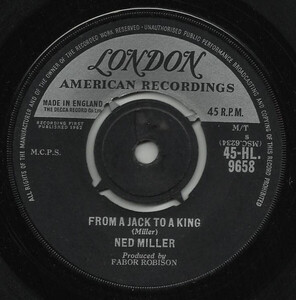 ALL RIGHTS OF THE MANUFACTURER AND OF THE OWNER OF THE RECORDED WORK RESERVED · UNAUTHORISED PUBLIC PERFORMANCE BROADCASTING AND COPYING OF THIS RECORD PROHIBITED
LONDON
AMERICAN RECORDINGS
MADE IN ENGLAND
THE DECCA RECORD CO LTD
45 R.P.M.
RECORDING FIRST
PUBLISHED 1962
M/T
S
(MSC.6234)
M.C.P.S.
45-HL.
9658
FROM A JACK TO A KING
(Miller)
NED MILLER
Produced by
FABOR ROBISON